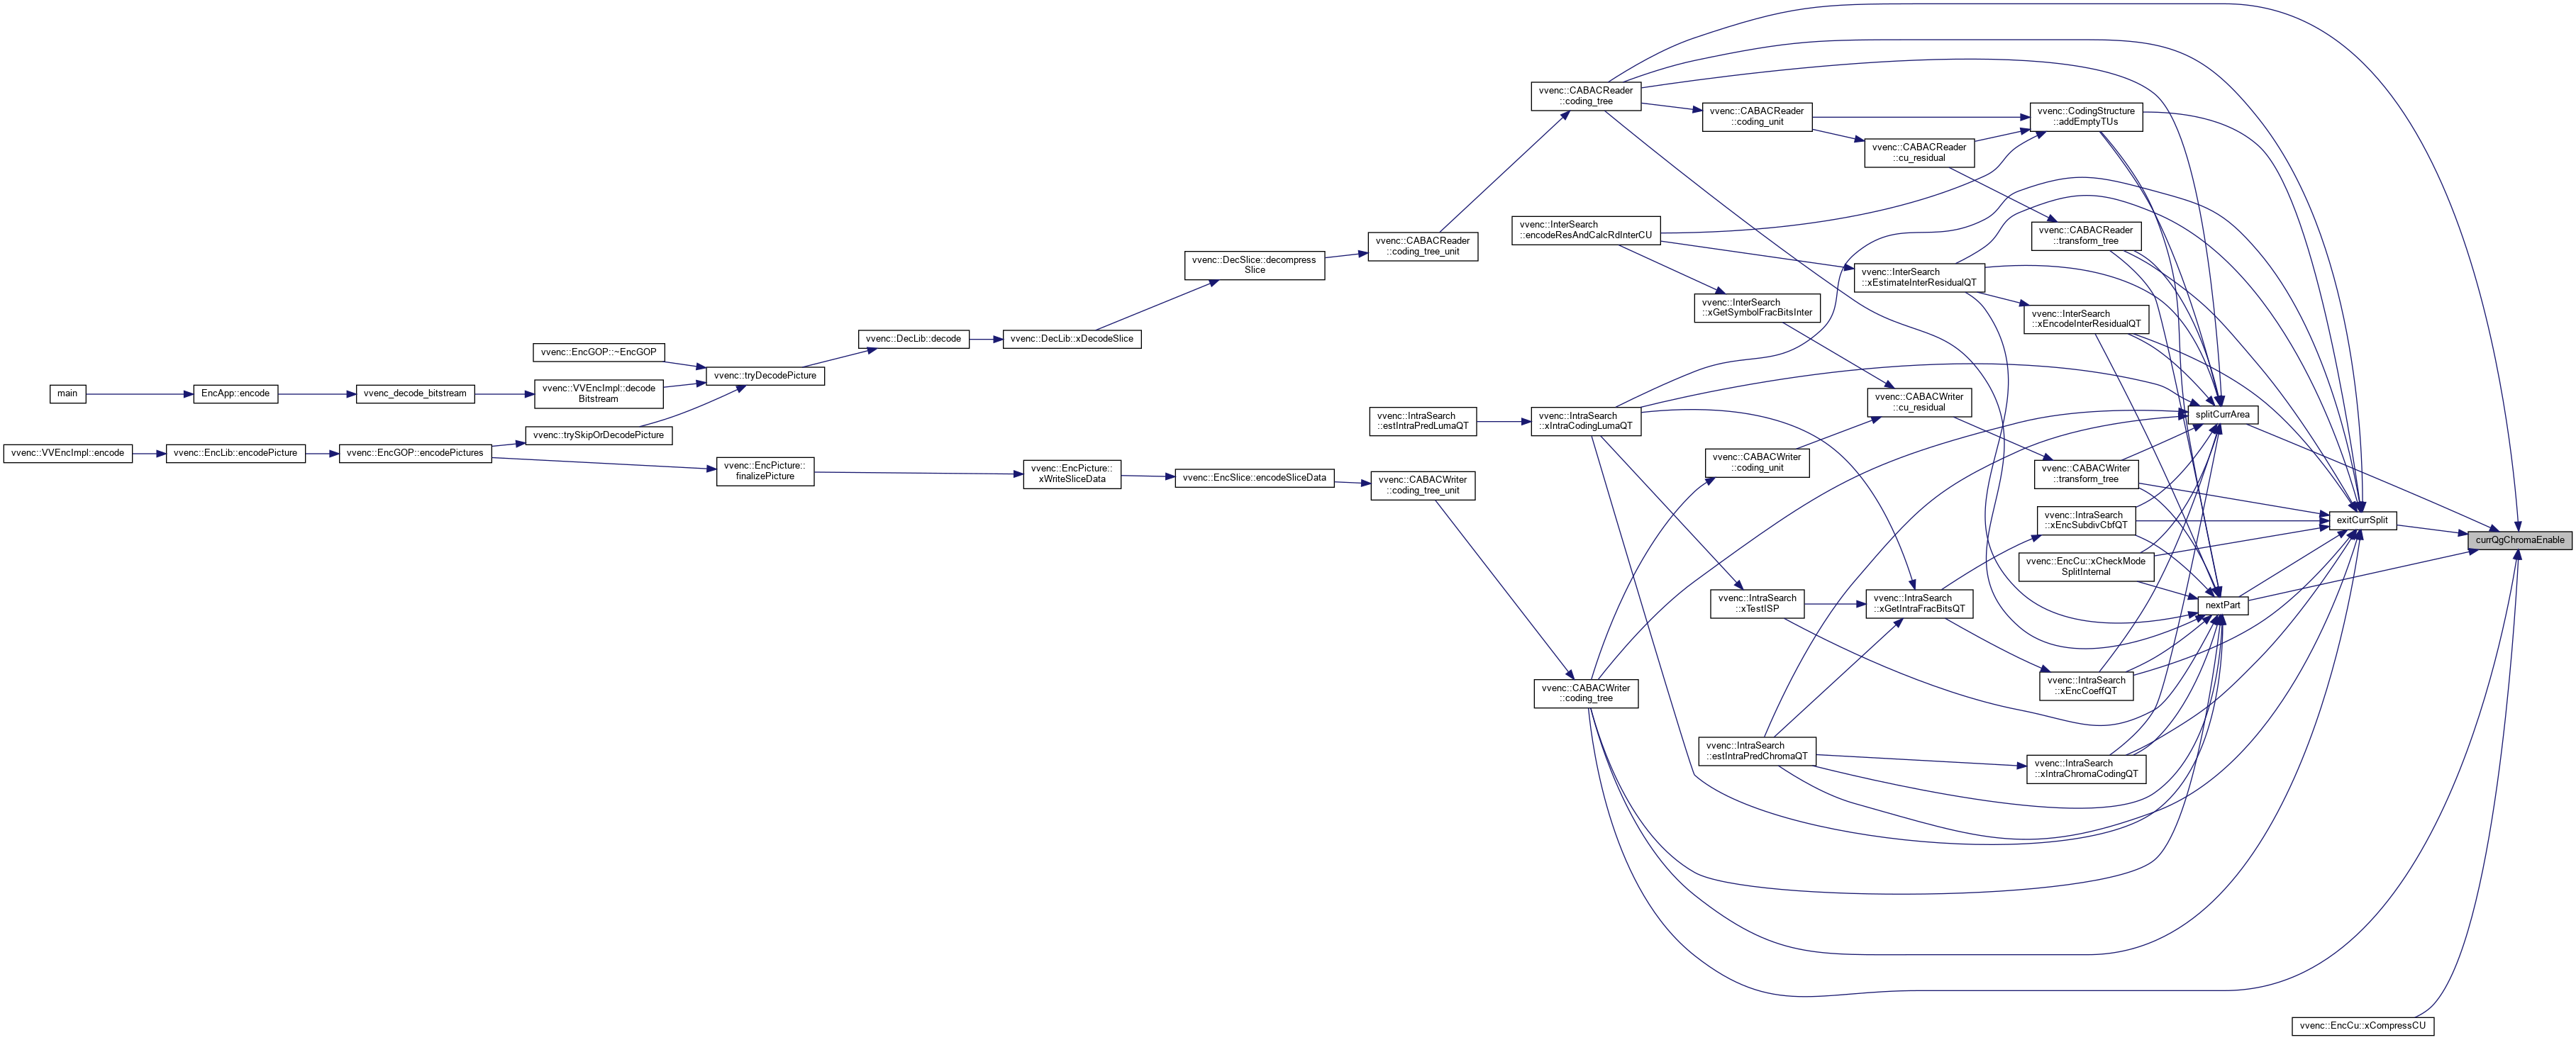 main
EncApp::encode
vvenc_decode_bitstream
vvenc::EncGOP::~EncGOP
vvenc::VVEncImpl::decode
Bitstream
vvenc::tryDecodePicture
vvenc::DecLib::decode
vvenc::DecLib::xDecodeSlice
vvenc::DecSlice::decompress
Slice
vvenc::CABACReader
::coding_tree_unit
vvenc::CABACReader
::coding_tree
vvenc::CABACReader
::coding_unit
vvenc::CABACReader
::cu_residual
vvenc::CodingStructure
::addEmptyTUs
vvenc::InterSearch
::encodeResAndCalcRdInterCU
vvenc::CABACReader
::transform_tree
vvenc::InterSearch
::xEstimateInterResidualQT
vvenc::InterSearch
::xGetSymbolFracBitsInter
vvenc::InterSearch
::xEncodeInterResidualQT
vvenc::VVEncImpl::encode
vvenc::EncLib::encodePicture
vvenc::EncGOP::encodePictures
vvenc::trySkipOrDecodePicture
vvenc::EncPicture::
finalizePicture
vvenc::EncPicture::
xWriteSliceData
vvenc::EncSlice::encodeSliceData
vvenc::CABACWriter
::coding_tree_unit
vvenc::IntraSearch
::estIntraPredLumaQT
vvenc::IntraSearch
::xIntraCodingLumaQT
vvenc::CABACWriter
::cu_residual
vvenc::CABACWriter
::coding_unit
splitCurrArea
vvenc::CABACWriter
::transform_tree
vvenc::IntraSearch
::xEncSubdivCbfQT
exitCurrSplit
currQgChromaEnable
vvenc::EncCu::xCheckMode
SplitInternal
vvenc::IntraSearch
::xTestISP
vvenc::IntraSearch
::xGetIntraFracBitsQT
nextPart
vvenc::CABACWriter
::coding_tree
vvenc::IntraSearch
::xEncCoeffQT
vvenc::IntraSearch
::estIntraPredChromaQT
vvenc::IntraSearch
::xIntraChromaCodingQT
vvenc::EncCu::xCompressCU